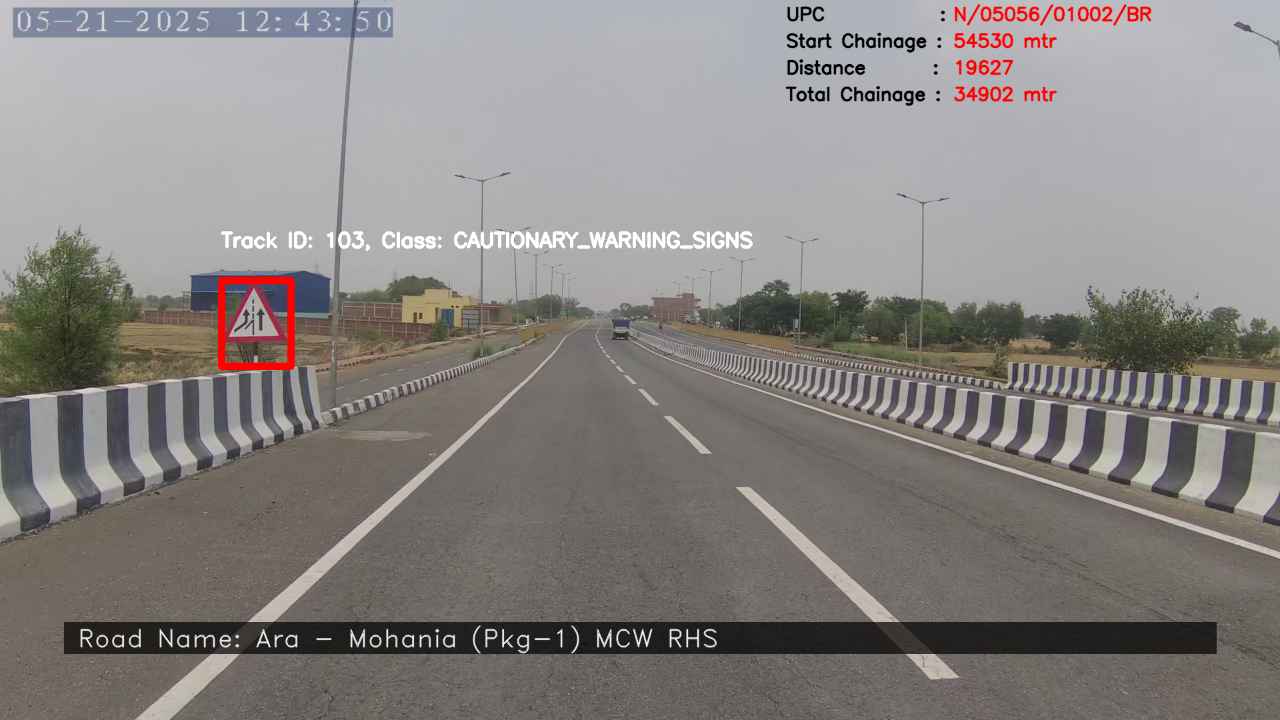 05-21-2025 12:43:50
UPC : N/05056/01002/BR
Start Chainage : 54530 mtr
Distance : 19627
Total Chainage : 34902 mtr
Track ID: 103, Class: CAUTIONARY_WARNING_SIGNS
Road Name: Ara - Mohania (Pkg-1) MCW RHS